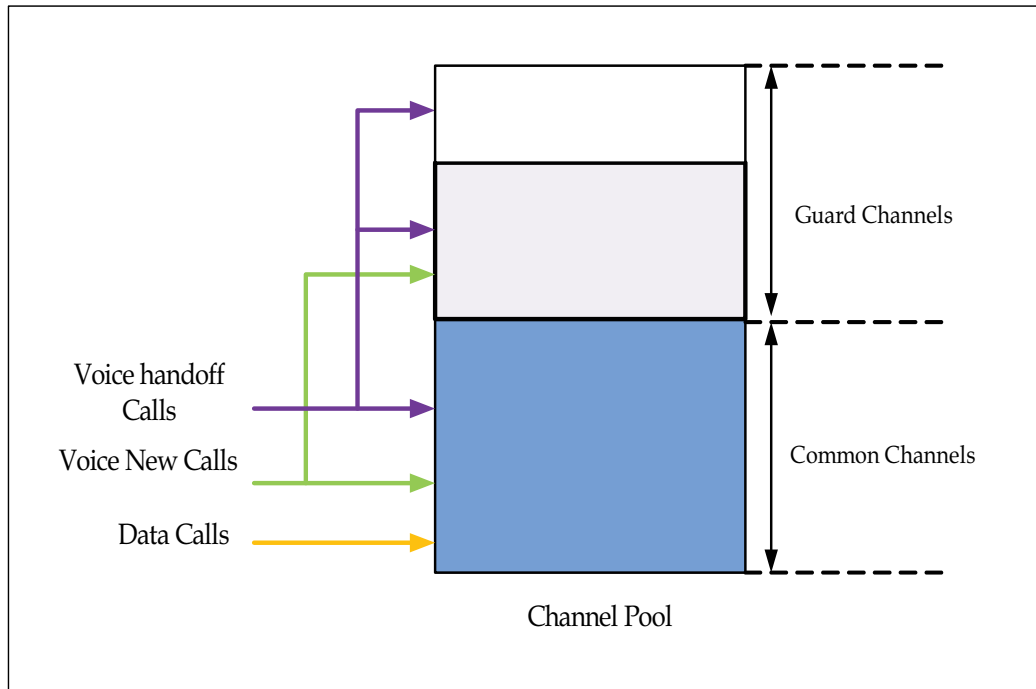 Guard Channels
Voice handoff
Calls
Voice New Calls
Common Channels
Data Calls
Channel Pool